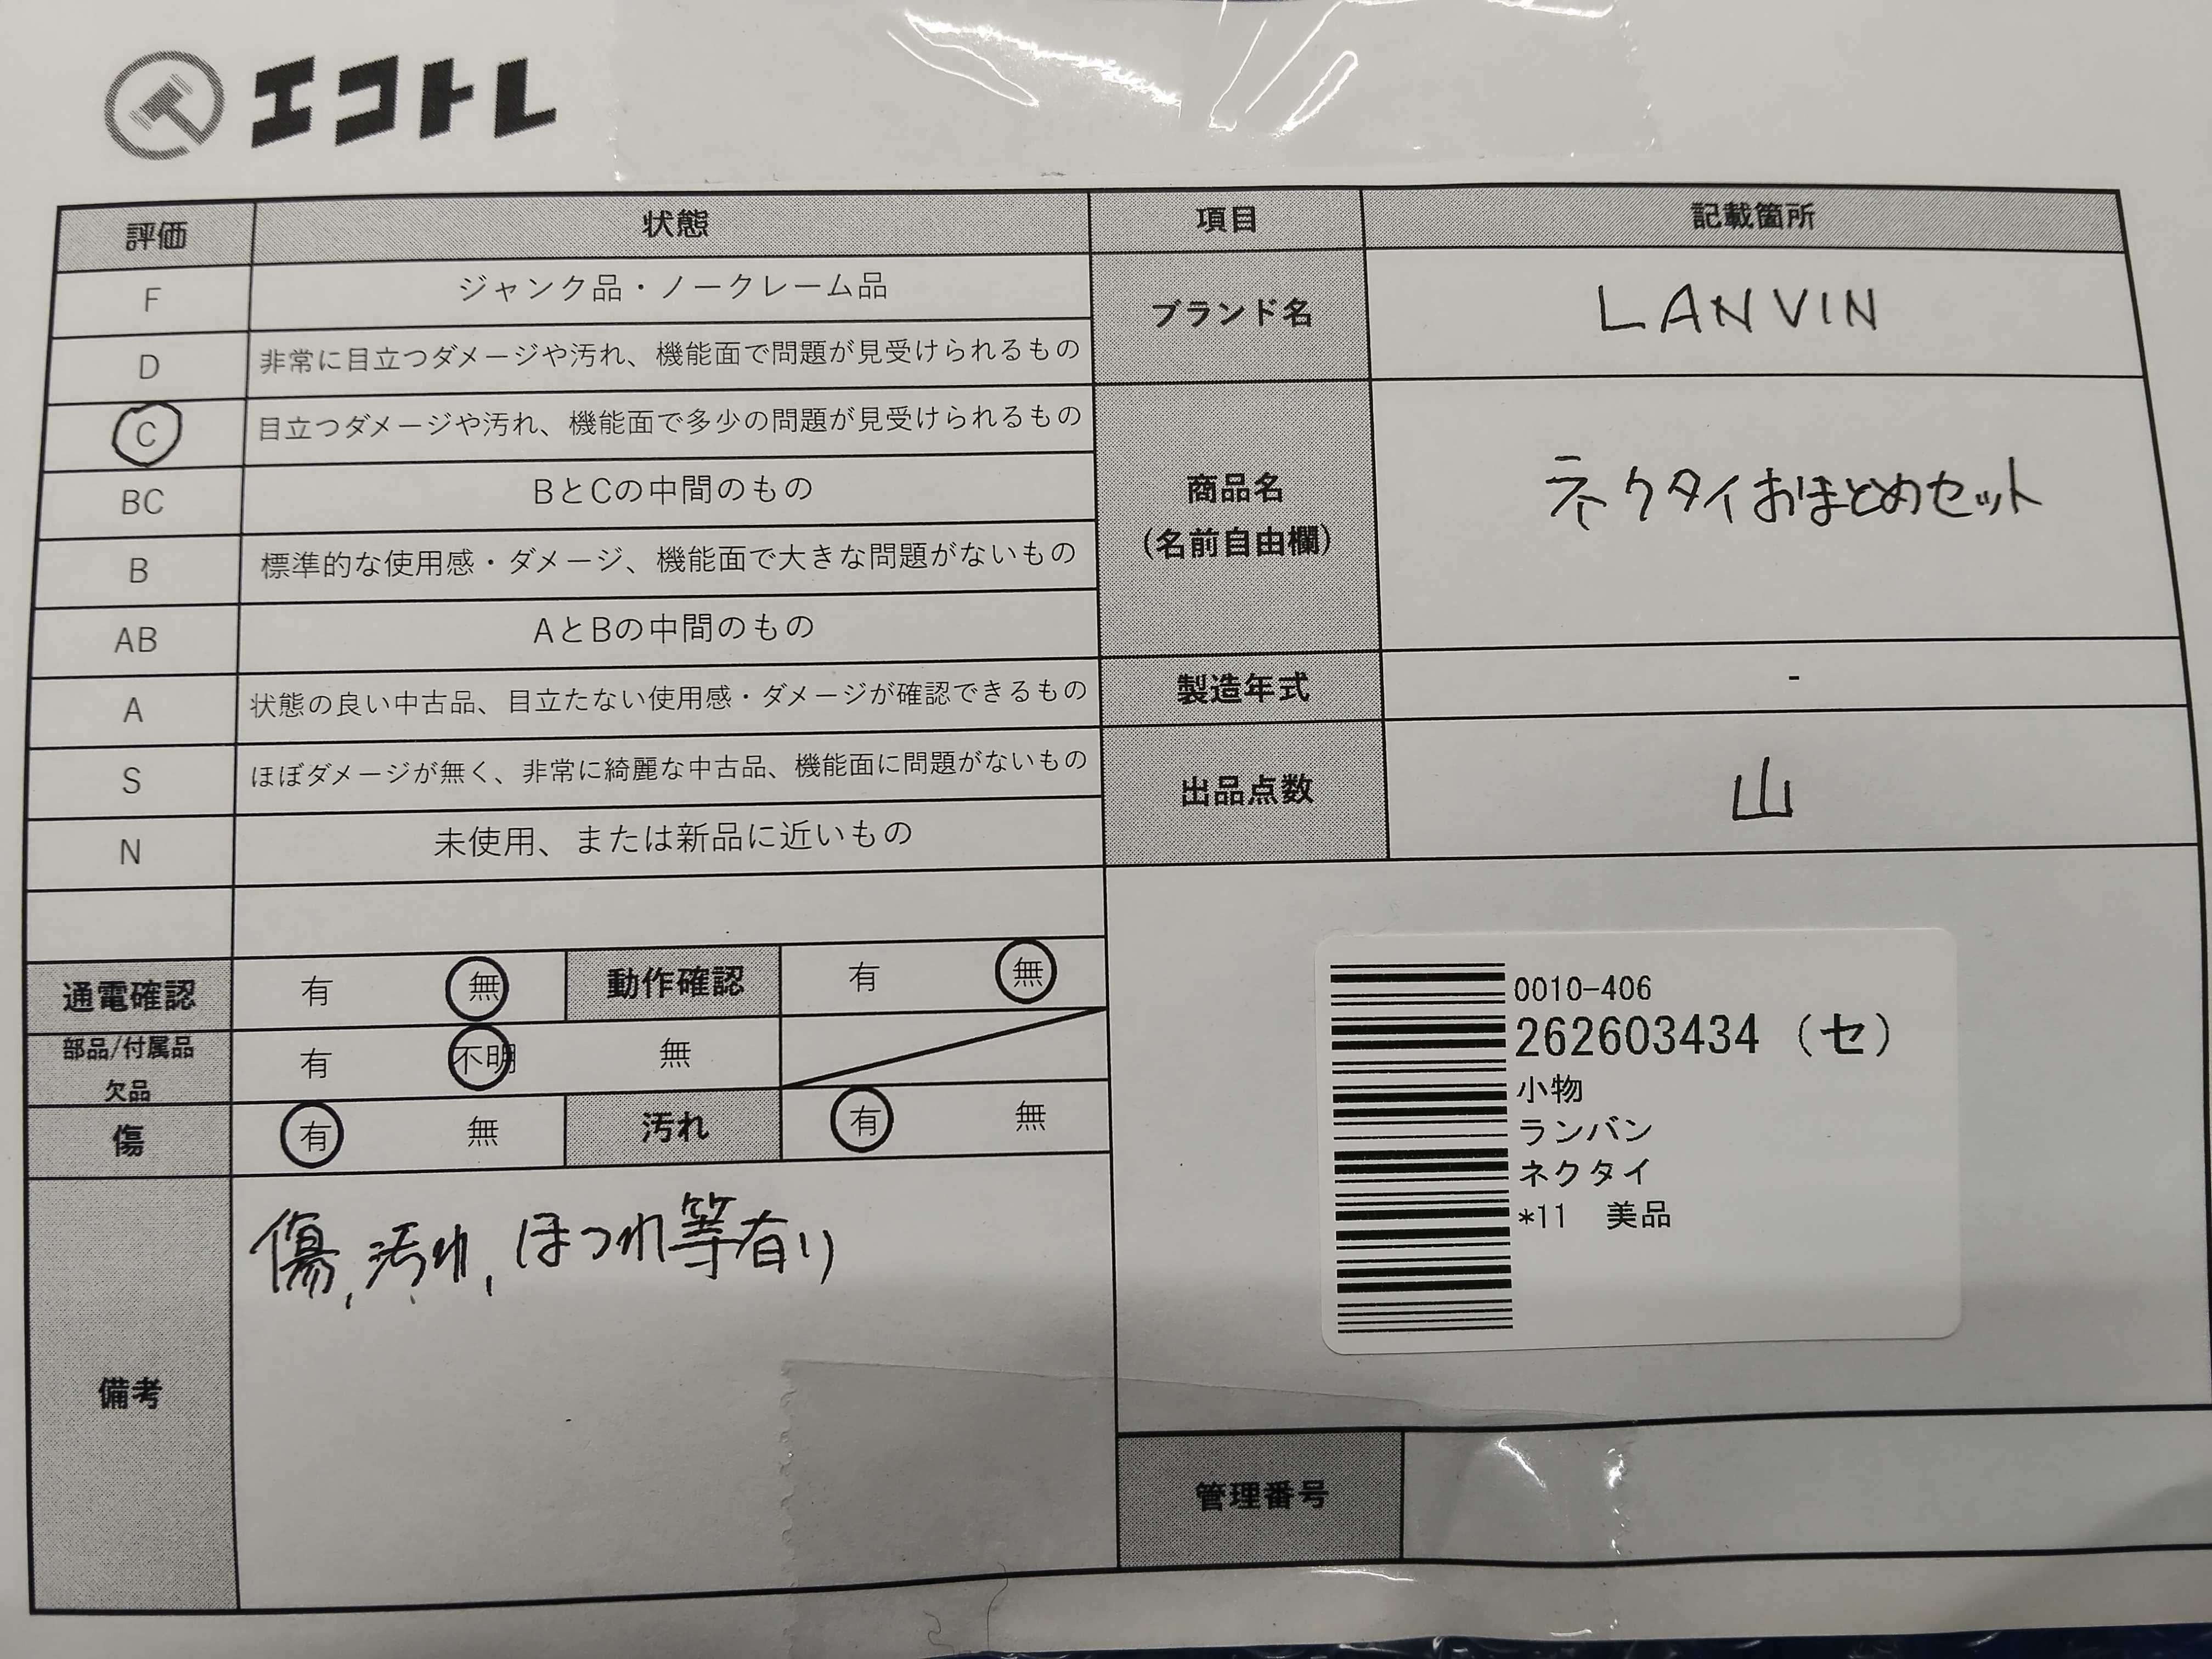 エコトレ
評価 状態 項目 記載箇所
F ジャンク品・ノークレーム品
D 非常に目立つダメージや汚れ、機能面で問題が見受けられるもの
C 目立つダメージや汚れ、機能面で多少の問題が見受けられるもの
BC BとCの中間のもの
B 標準的な使用感・ダメージ、機能面で大きな問題がないもの
AB AとBの中間のもの
A 状態の良い中古品、目立たない使用感・ダメージが確認できるもの
S ほぼダメージが無く、非常に綺麗な中古品、機能面に問題がないもの
N 未使用、または新品に近いもの
ブランド名 LANVIN
商品名
(名前自由欄)
ネクタイおまとめセット
製造年式 -
出品点数 山
通電確認 有 無 動作確認 有 無
部品/付属品
欠品
有 不明 無
傷 有 無 汚れ 有 無
備考
傷、汚れ、ほつれ等有り
0010-406
262603434 (セ)
小物
ランバン
ネクタイ
*11 美品
管理番号